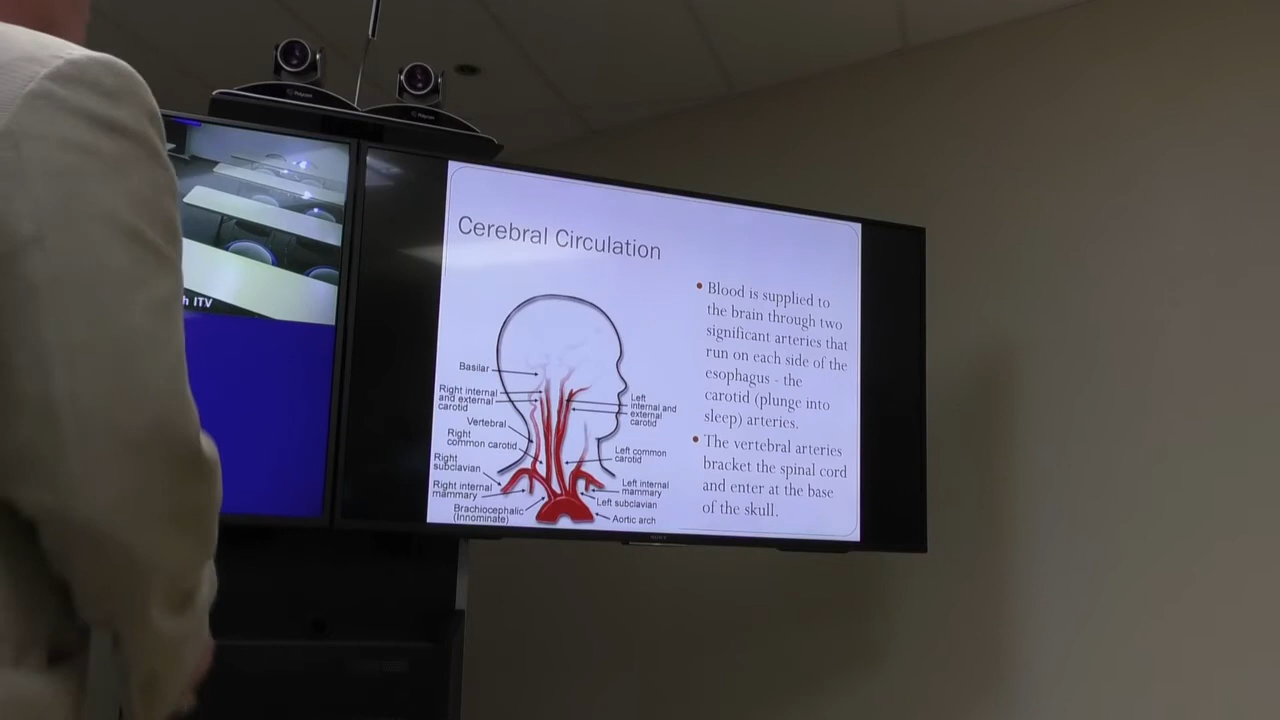 Polycom
Polycom
h ITV
Cerebral Circulation
Basilar
Right internal
and external
carotid
Vertebral
Right
common carotid
Right
subclavian
Right internal
mammary
Brachiocephalic
(Innominate)
Left
internal and
external
carotid
Left common
carotid
Left internal
mammary
Left subclavian
Aortic arch
• Blood is supplied to
the brain through two
significant arteries that
run on each side of the
esophagus - the
carotid (plunge into
sleep) arteries.
• The vertebral arteries
bracket the spinal cord
and enter at the base
of the skull.
SONY